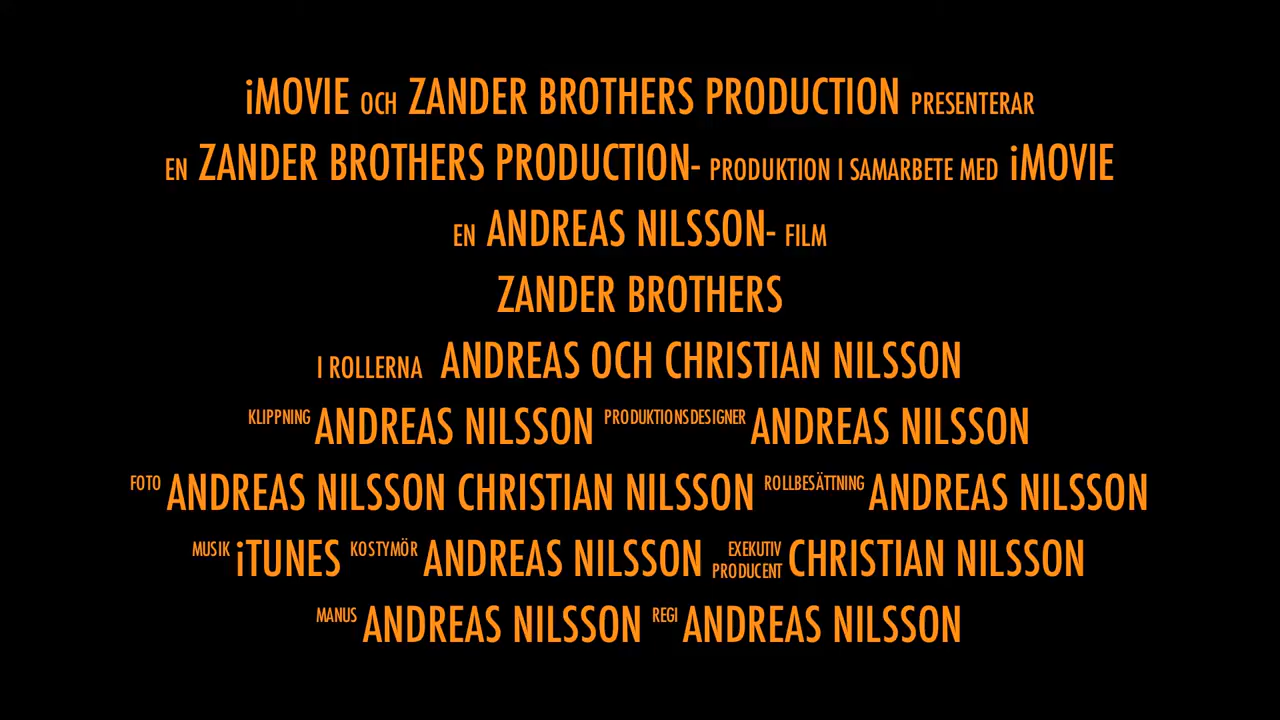 iMOVIE OCH ZANDER BROTHERS PRODUCTION PRESENTERAR
EN ZANDER BROTHERS PRODUCTION- PRODUKTION I SAMARBETE MED iMOVIE
EN ANDREAS NILSSON- FILM
ZANDER BROTHERS
I ROLLERNA ANDREAS OCH CHRISTIAN NILSSON
KLIPPNING ANDREAS NILSSON PRODUKTIONSDESIGNER ANDREAS NILSSON
FOTO ANDREAS NILSSON CHRISTIAN NILSSON ROLLBESÄTTNING ANDREAS NILSSON
MUSIK iTUNES KOSTYMÖR ANDREAS NILSSON EXEKUTIV PRODUCENT CHRISTIAN NILSSON
MANUS ANDREAS NILSSON REGI ANDREAS NILSSON